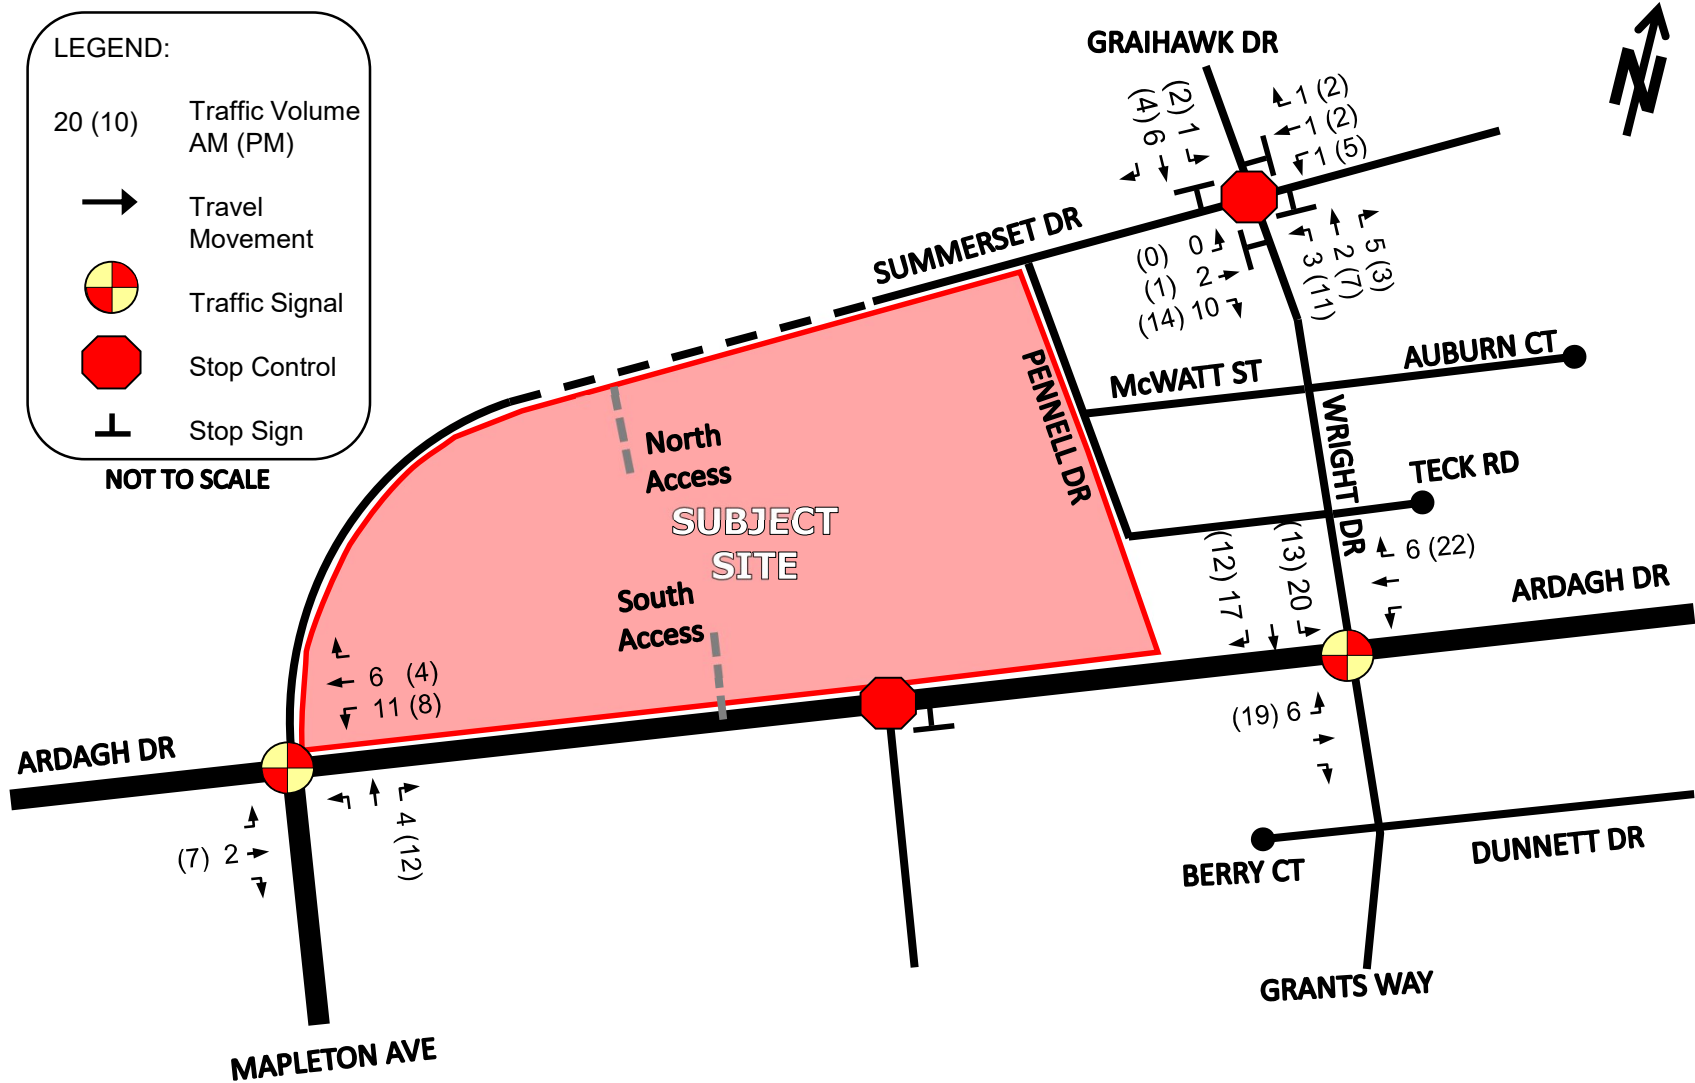 LEGEND:
20 (10)
Traffic Volume
AM (PM)
Travel
Movement
Traffic Signal
Stop Control
Stop Sign
NOT TO SCALE
GRAIHAWK DR
N
(2) 1
(4) 6
1 (2)
1 (2)
1 (5)
SUMMERSET DR
(0) 0
(1) 2
(14) 10
5 (3)
2 (7)
3 (11)
PENNELL DR
McWATT ST
AUBURN CT
WRIGHT DR
TECK RD
North
Access
SUBJECT
SITE
South
Access
(12) 17
(13) 20
6 (22)
ARDAGH DR
6 (4)
11 (8)
(19) 6
ARDAGH DR
(7) 2
4 (12)
BERRY CT
DUNNETT DR
GRANTS WAY
MAPLETON AVE